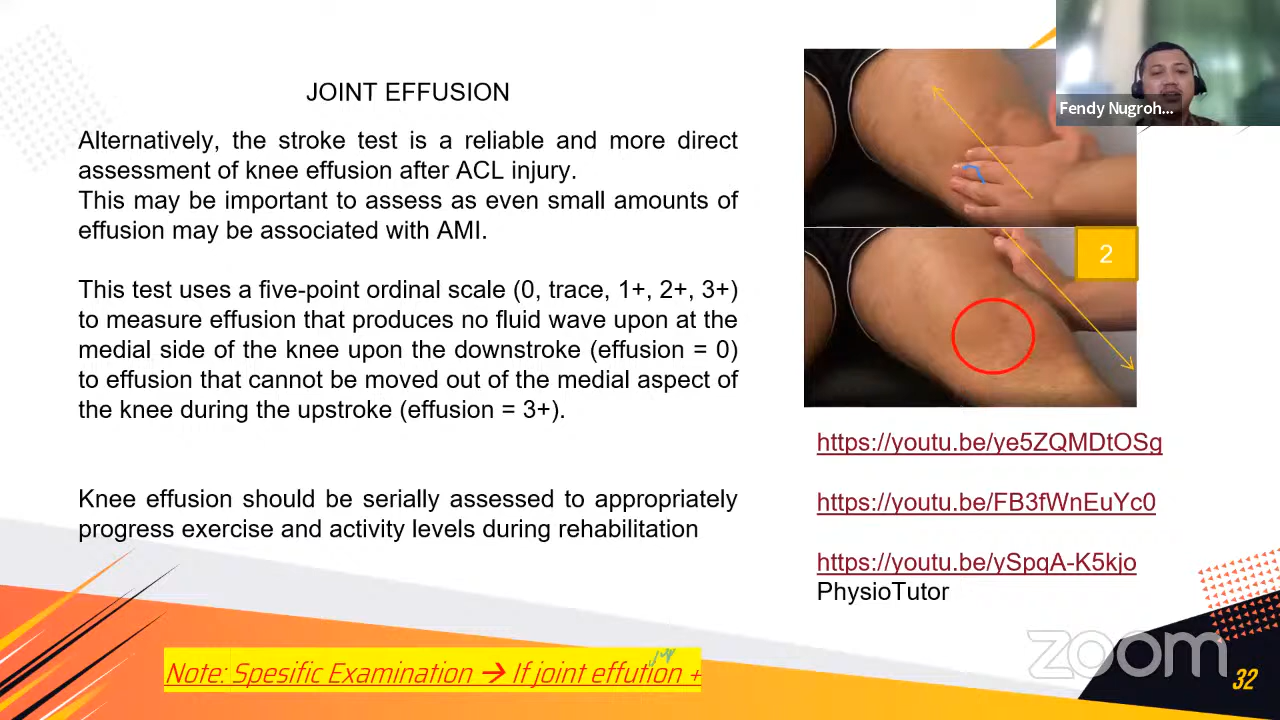 JOINT EFFUSION
Alternatively, the stroke test is a reliable and more direct
assessment of knee effusion after ACL injury.
This may be important to assess as even small amounts of
effusion may be associated with AMI.
This test uses a five-point ordinal scale (0, trace, 1+, 2+, 3+)
to measure effusion that produces no fluid wave upon at the
medial side of the knee upon the downstroke (effusion = 0)
to effusion that cannot be moved out of the medial aspect of
the knee during the upstroke (effusion = 3+).
Knee effusion should be serially assessed to appropriately
progress exercise and activity levels during rehabilitation
Note: Spesific Examination → If joint effution +
Fendy Nugroh...
2
https://youtu.be/ye5ZQMDtOSg
https://youtu.be/FB3fWnEuYc0
https://youtu.be/ySpqA-K5kjo
PhysioTutor
zoom
32